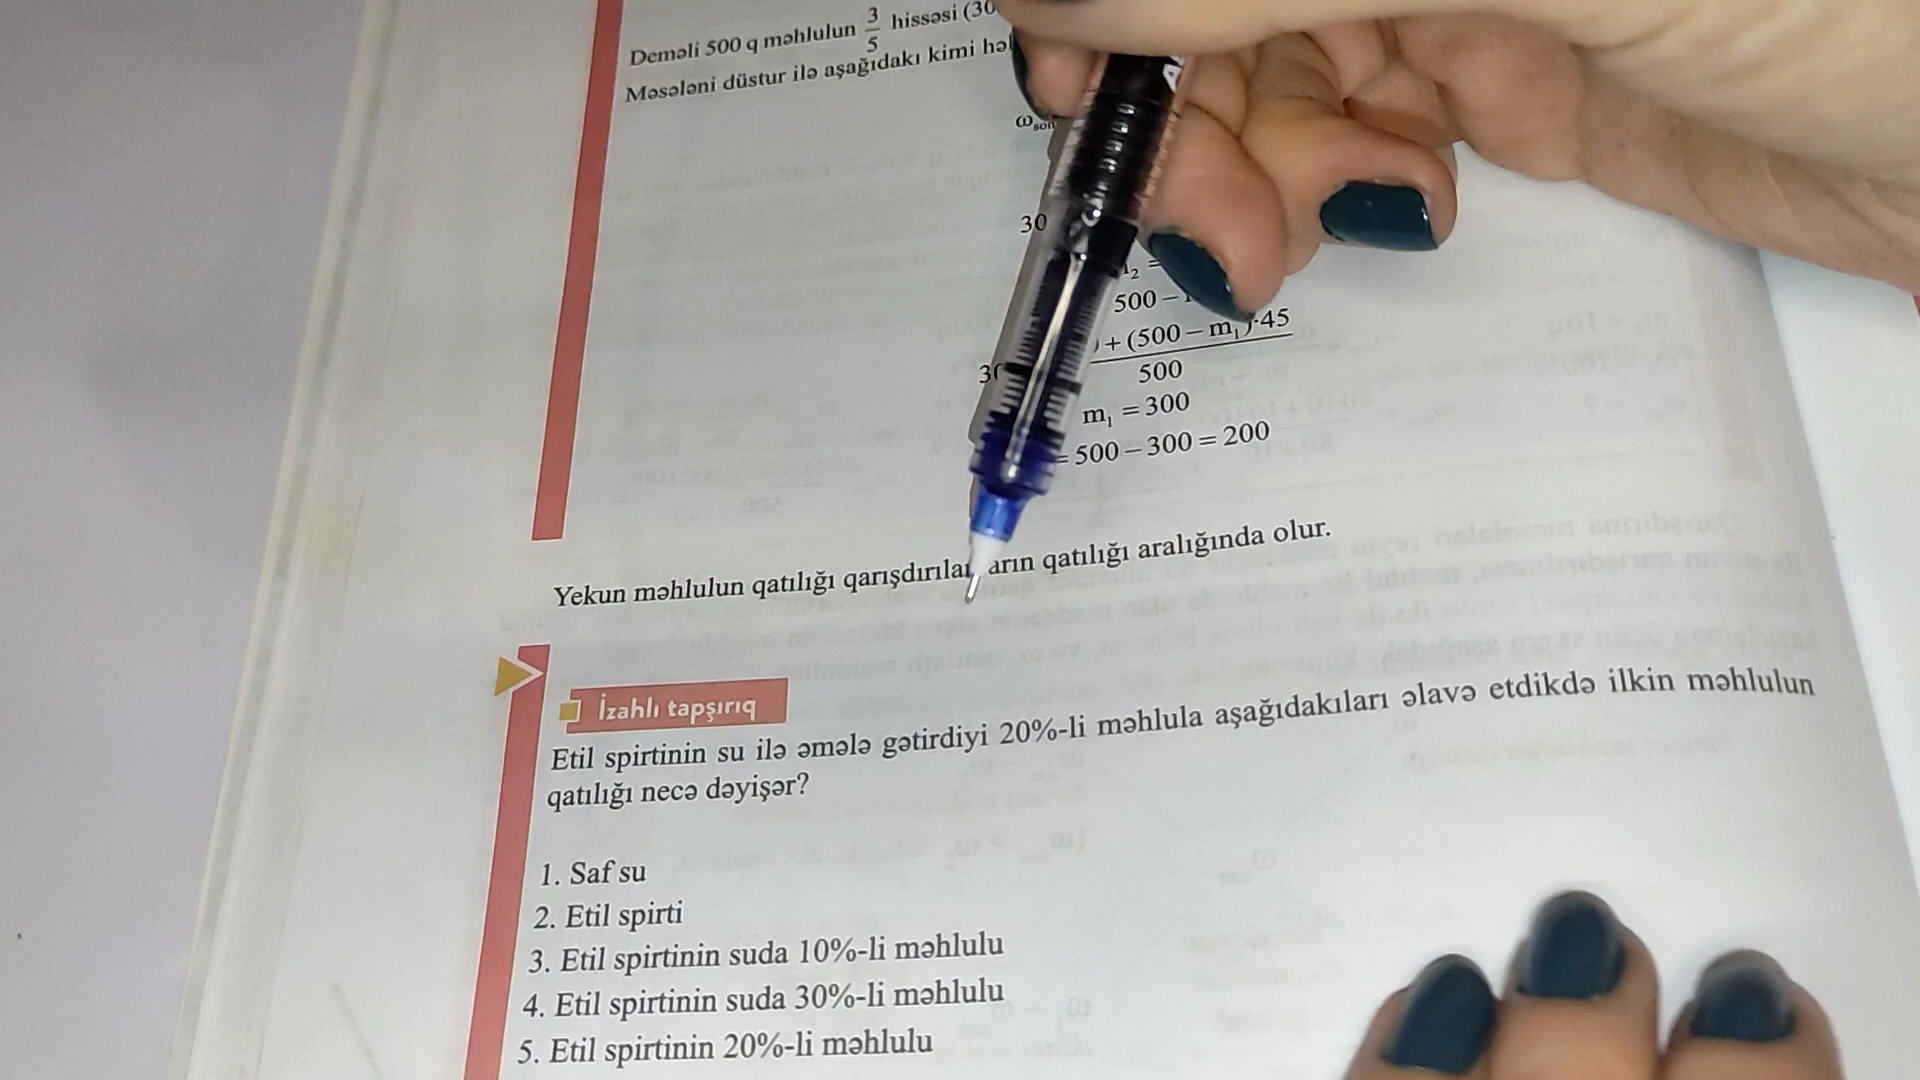 Deməli 500 q məhlulun 3/5 hissəsi (30
Məsələni düstur ilə aşağıdakı kimi həl
ω son
30
2 =
500 –
+ (500 – m₁)·45
500
m₁ = 300
= 500 – 300 = 200
Yekun məhlulun qatılığı qarışdırılan arın qatılığı aralığında olur.
İzahlı tapşırıq
Etil spirtinin su ilə əmələ gətirdiyi 20%-li məhlula aşağıdakıları əlavə etdikdə ilkin məhlulun
qatılığı necə dəyişər?
1. Saf su
2. Etil spirti
3. Etil spirtinin suda 10%-li məhlulu
4. Etil spirtinin suda 30%-li məhlulu
5. Etil spirtinin 20%-li məhlulu